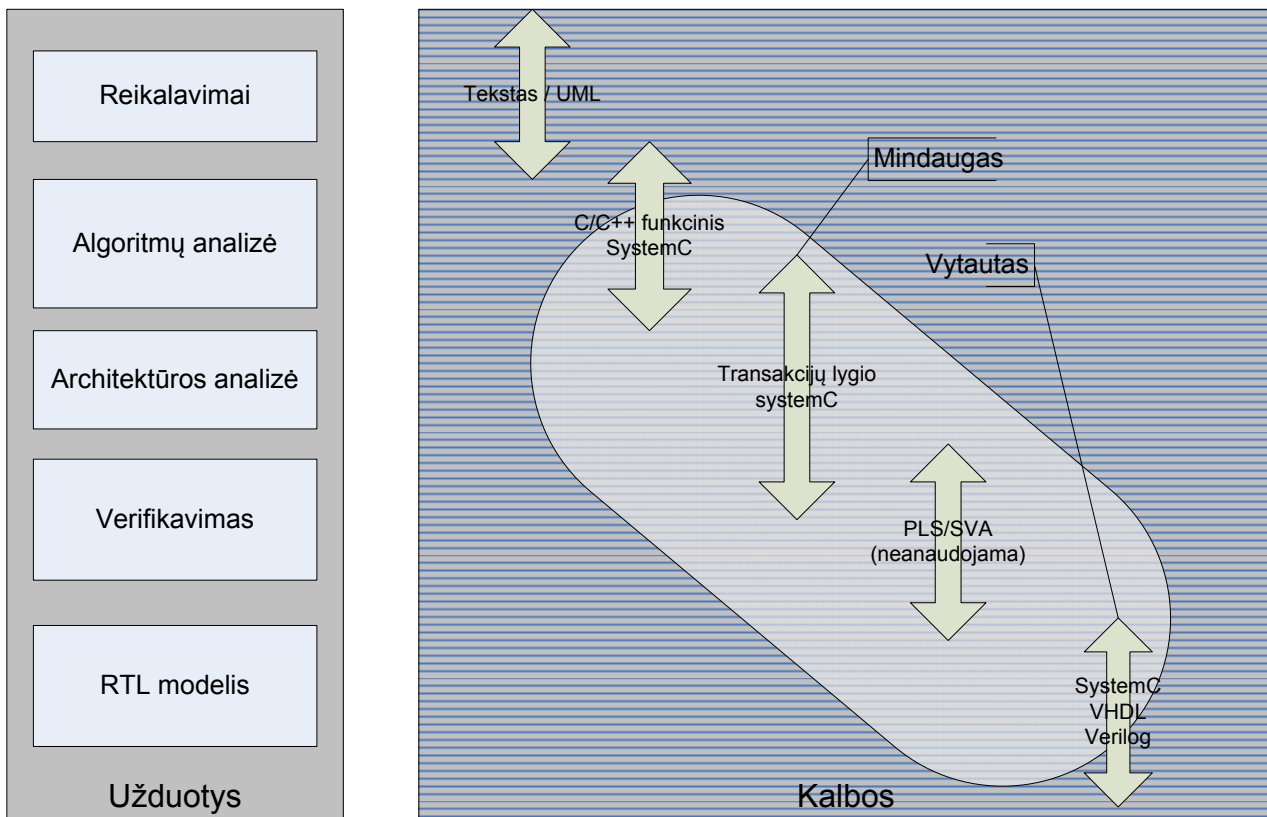 Reikalavimai
Algoritmų analizė
Architektūros analizė
Verifikavimas
RTL modelis
Užduotys
Tekstas / UML
Mindaugas
C/C++ funkcinis
SystemC
Vytautas
Transakcijų lygio
systemC
PLS/SVA
(neanaudojama)
SystemC
VHDL
Verilog
Kalbos